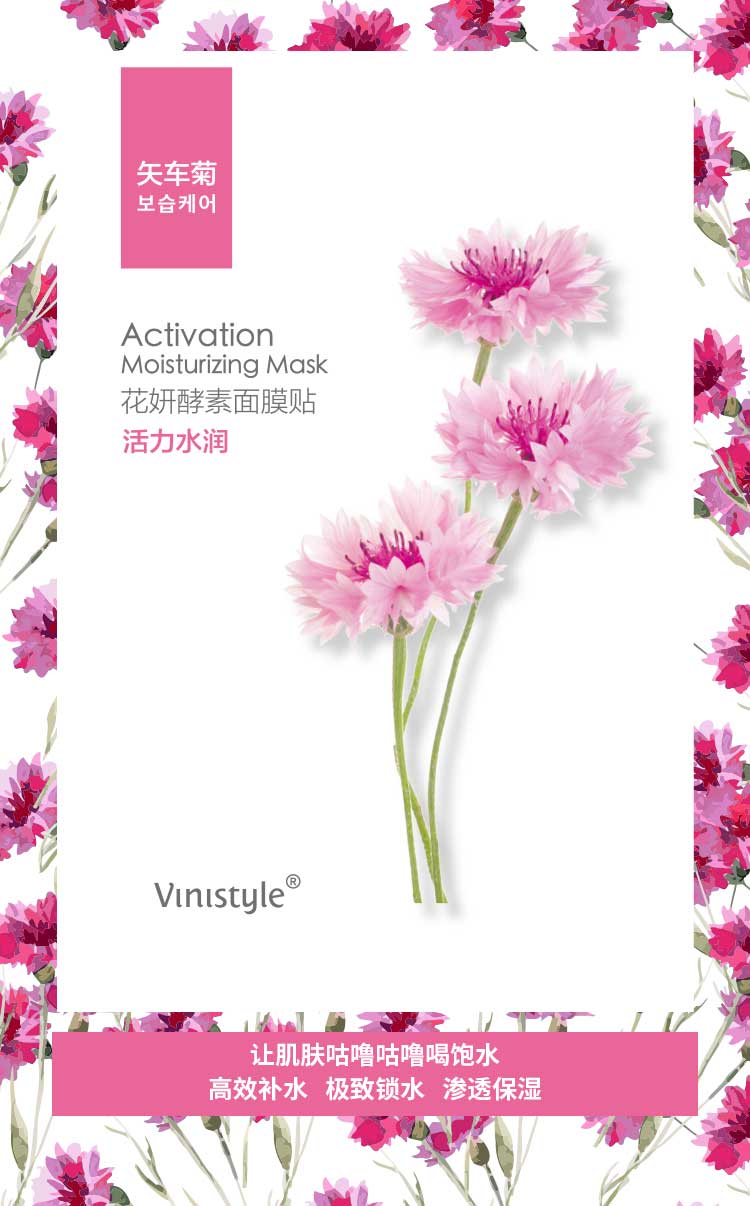 矢车菊
보습케어
Activation
Moisturizing Mask
花妍酵素面膜贴
活力水润
Vinistyle®
让肌肤咕噜咕噜喝饱水
高效补水 极致锁水 渗透保湿